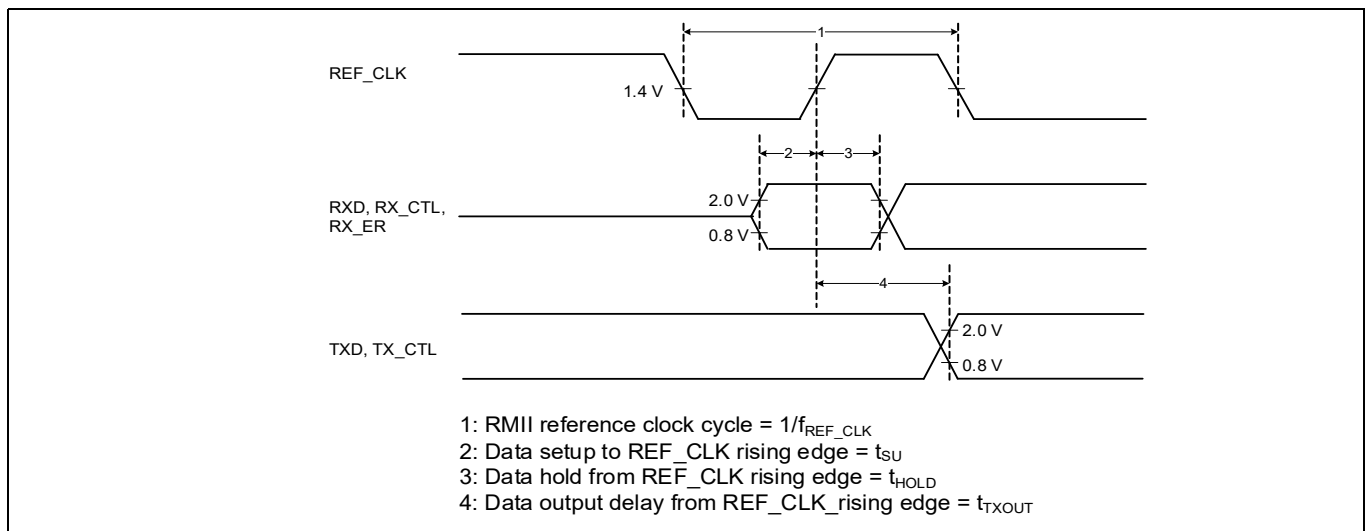 1
REF_CLK
1.4 V
2
3
RXD, RX_CTL,
RX_ER
2.0 V
0.8 V
4
TXD, TX_CTL
2.0 V
0.8 V
1: RMII reference clock cycle = 1/fREF_CLK
2: Data setup to REF_CLK rising edge = tSU
3: Data hold from REF_CLK rising edge = tHOLD
4: Data output delay from REF_CLK_rising edge = tTXOUT